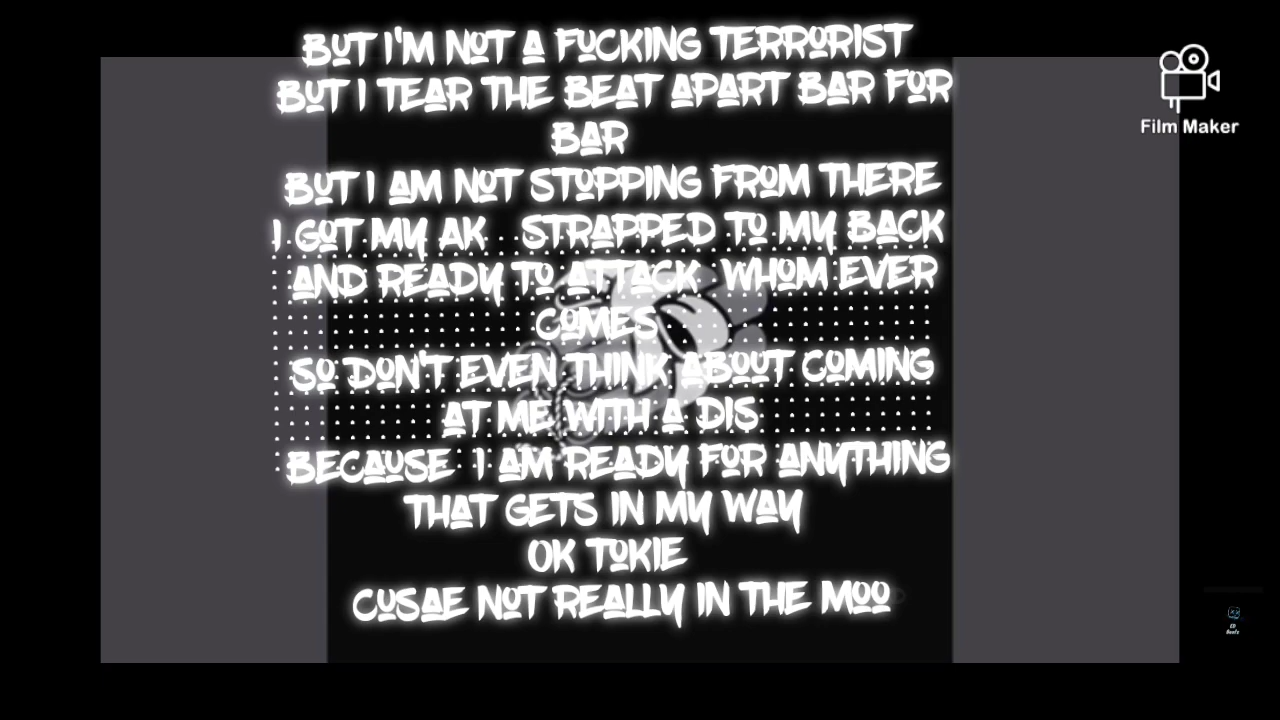 BUT I'M NOT A FUCKING TERRORIST
BUT I TEAR THE BEAT APART BAR FOR
BAR
BUT I AM NOT STOPPING FROM THERE
I GOT MY AK STRAPPED TO MY BACK
AND READY TO ATTACK WHOM EVER
COMES
SO DON'T EVEN THINK ABOUT COMING
AT ME WITH A DIS
BECAUSE I AM READY FOR ANYTHING
THAT GETS IN MY WAY
OK TOKIE
CUSAE NOT REALLY IN THE MOO
Film Maker